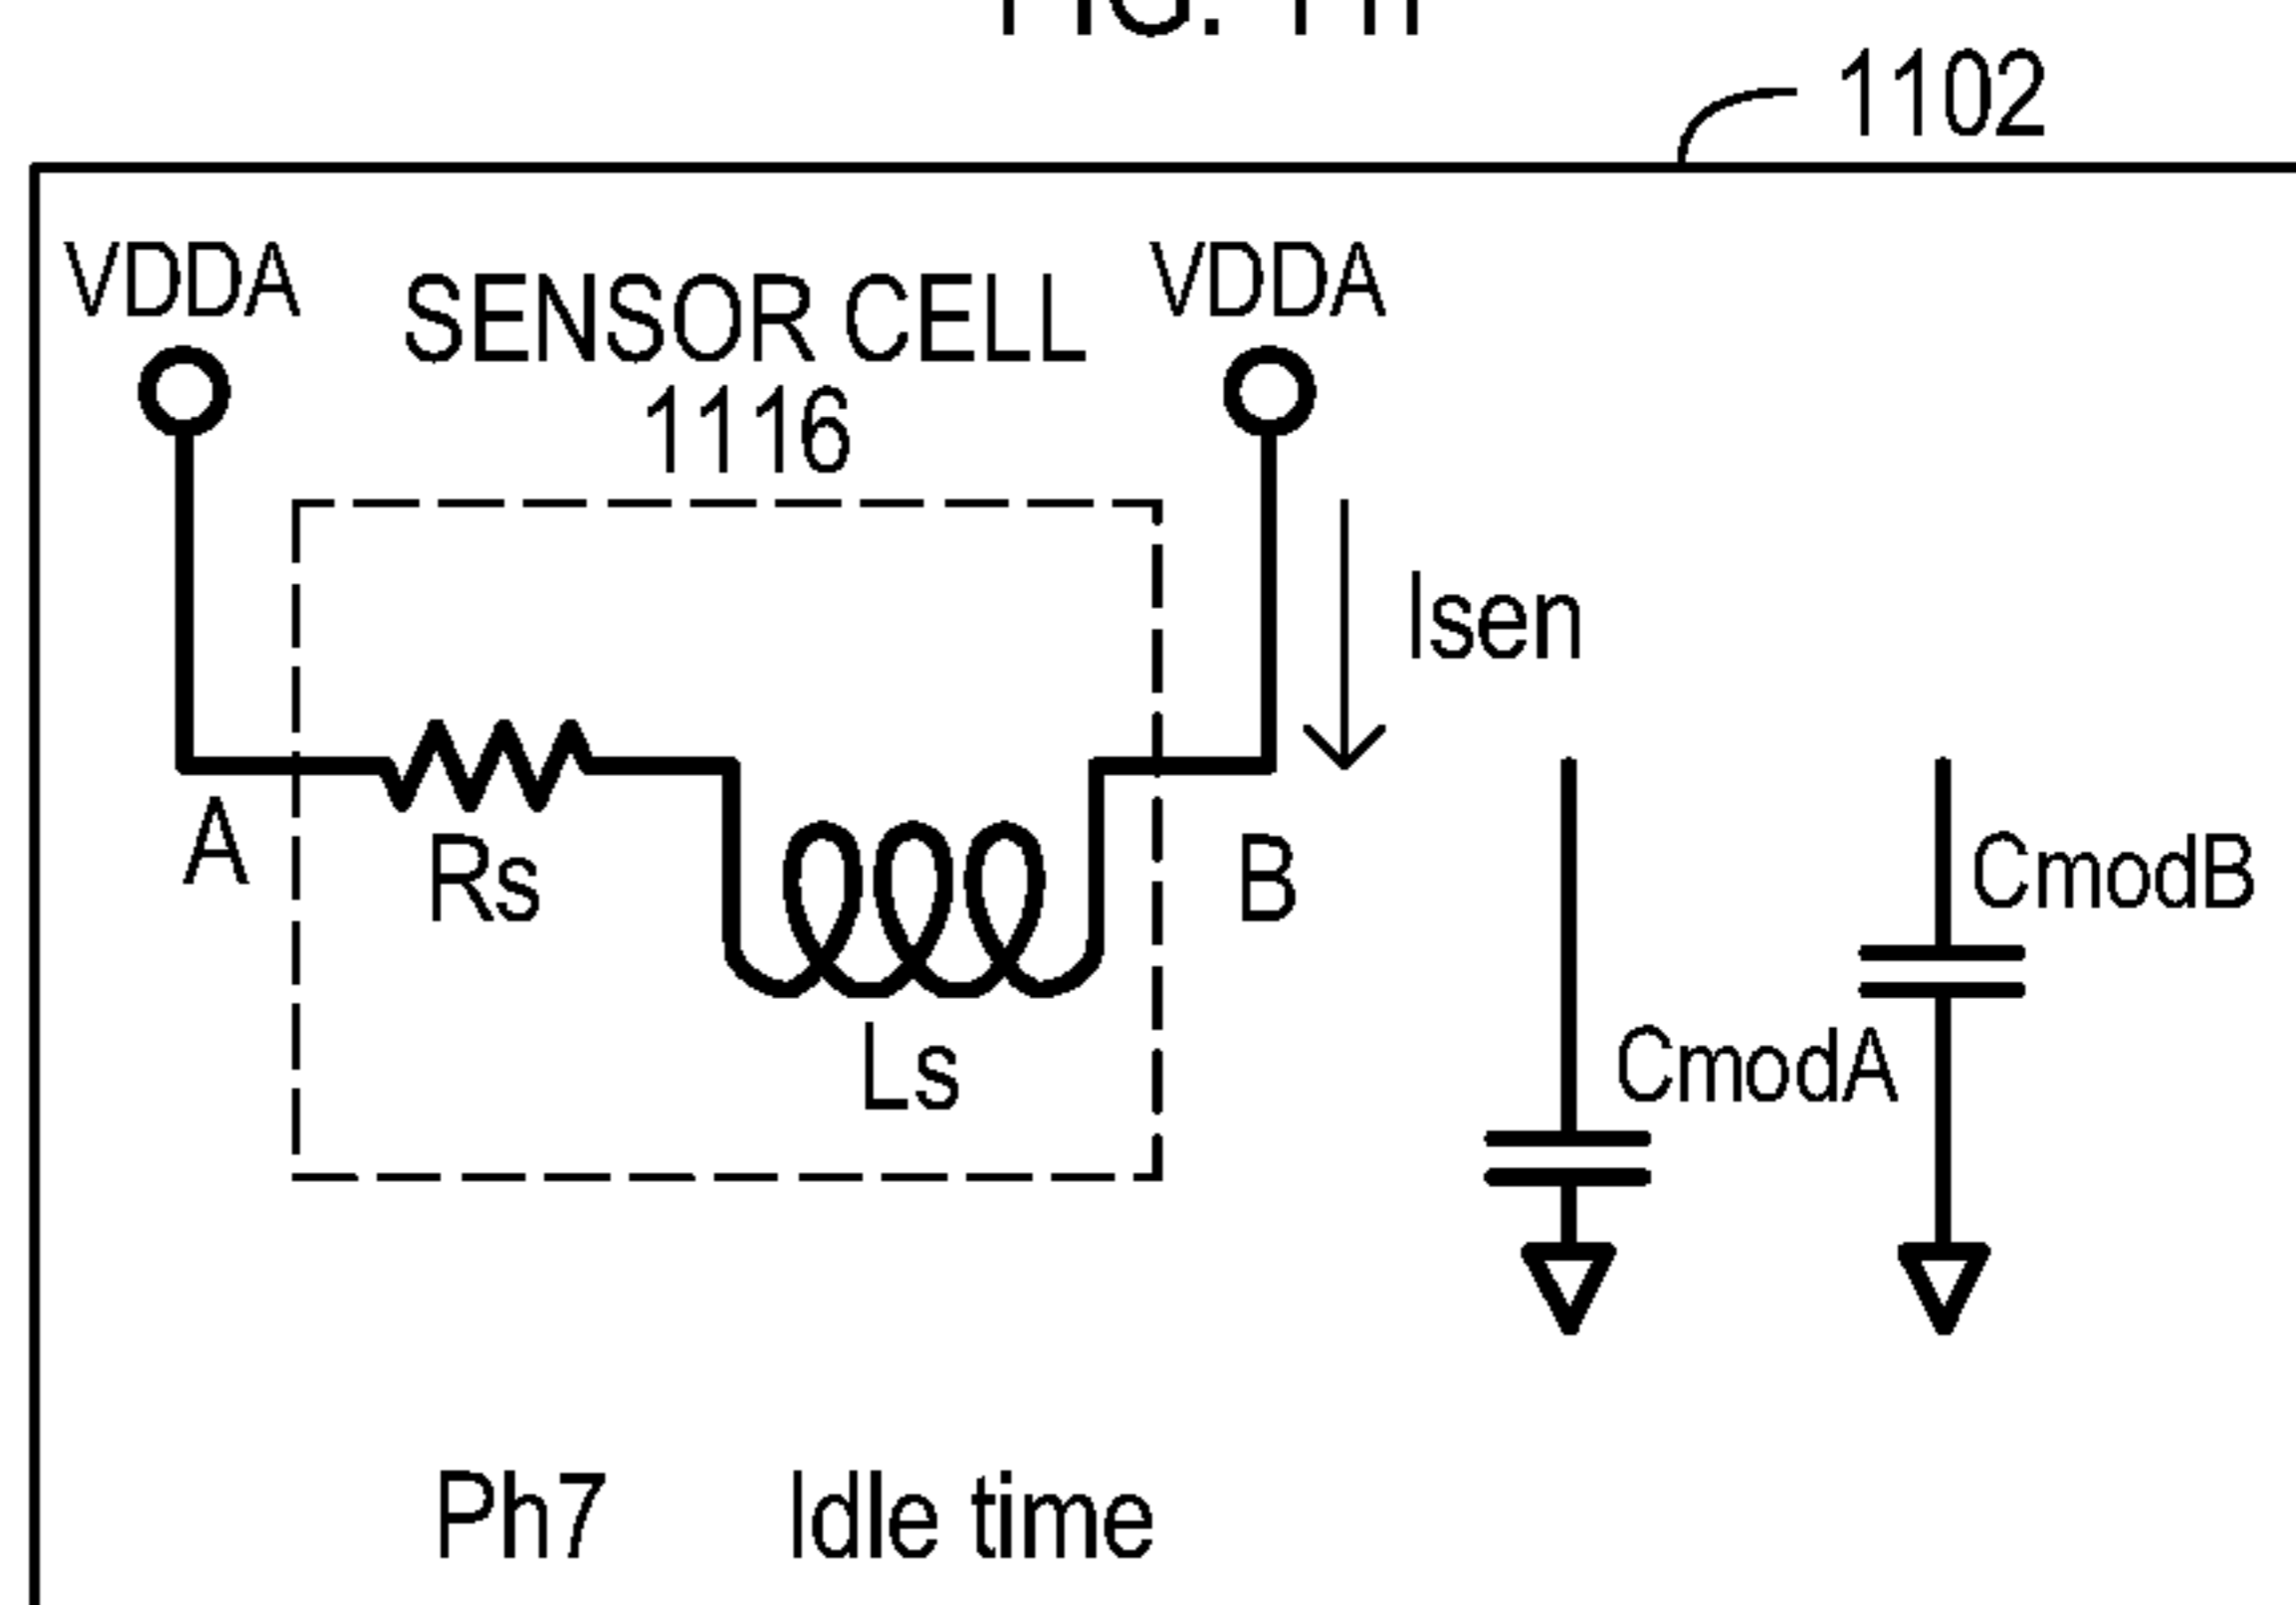 1102
VDDA
SENSOR CELL
1116
VDDA
Isen
A
Rs
Ls
B
CmodA
CmodB
Ph7 Idle time